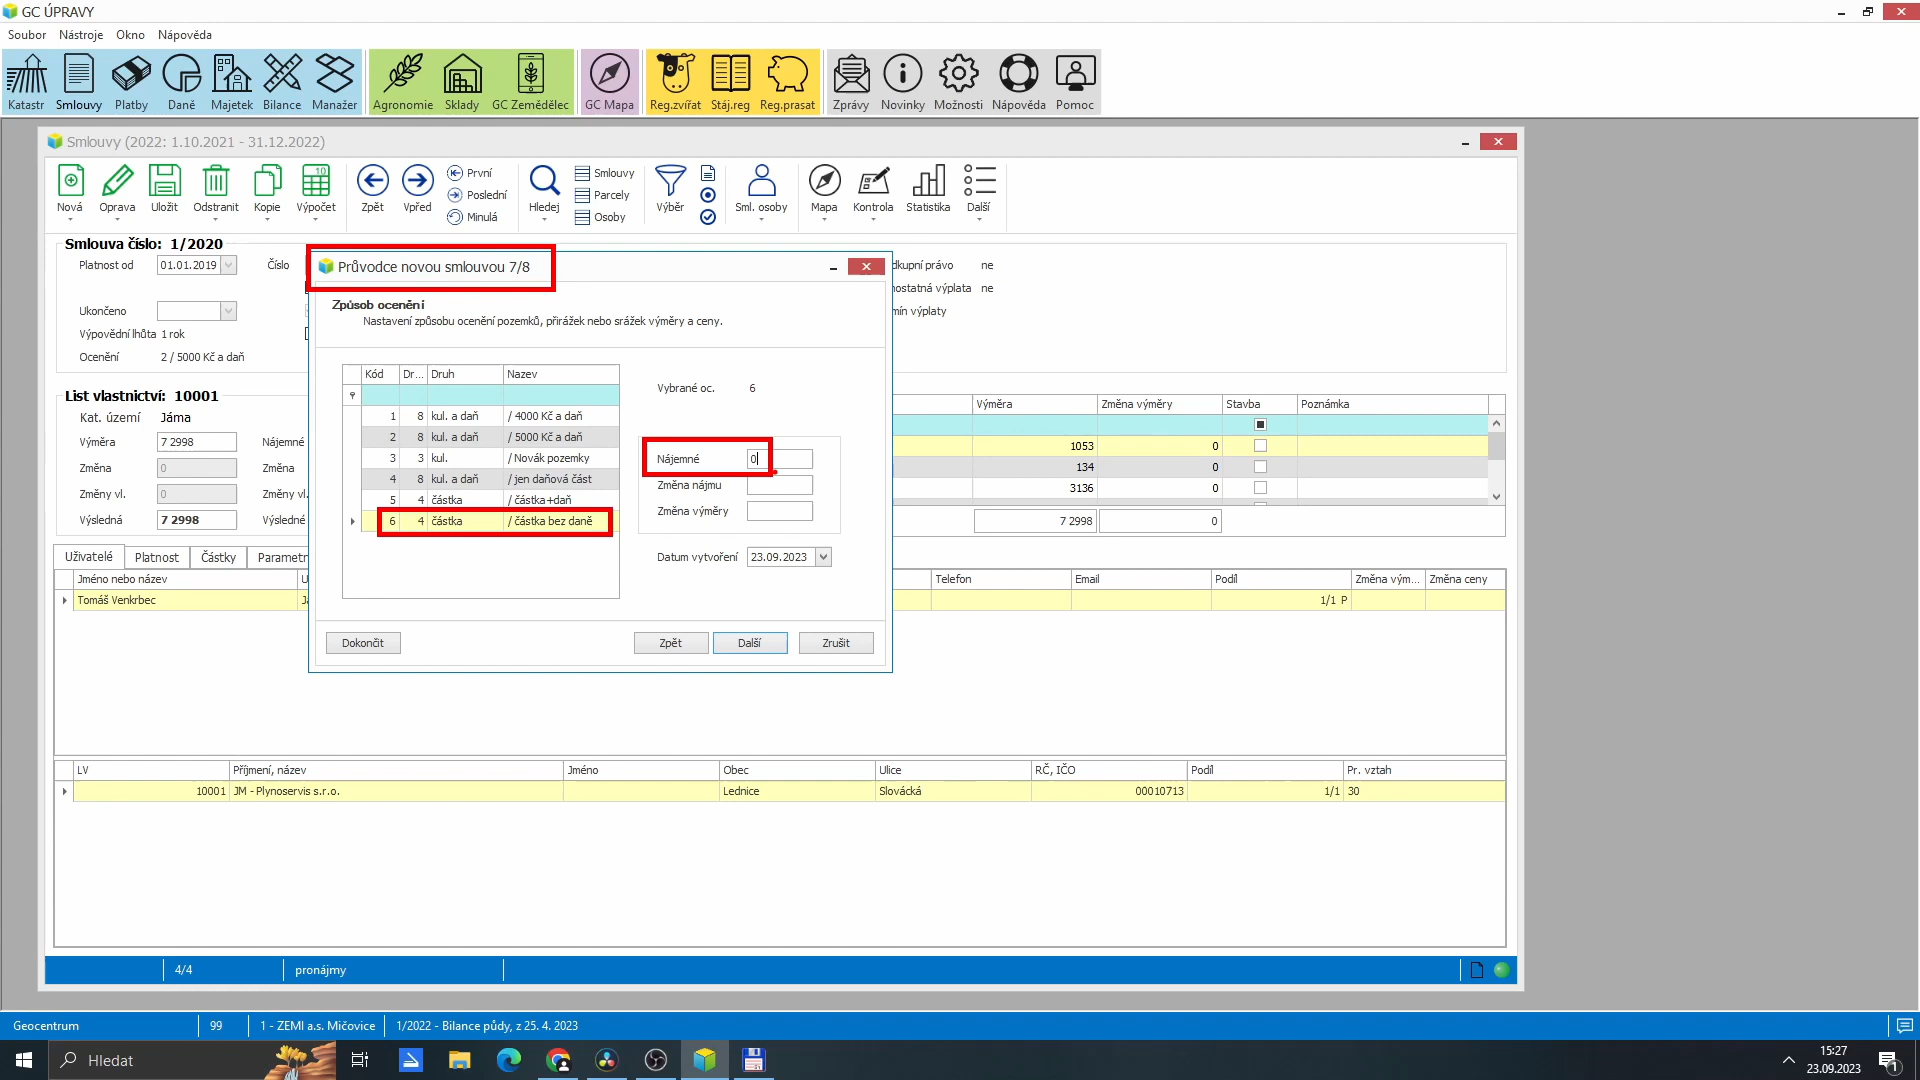 GC ÚPRAVY
Soubor Nástroje Okno Nápověda
Katastr Smlouvy Platby Daně Majetek Bilance Manažer Agronomie Sklady GC Zemědělec GC Mapa Reg.zvířat Stáj.reg Reg.prasat Zprávy Novinky Možnosti Nápověda Pomoc
Smlouvy (2022: 1.10.2021 - 31.12.2022)
První Smlouvy
Nová Oprava Uložit Odstranit Kopie Výpočet Zpět Vpřed Poslední Hledej Parcely Výběr Sml. osoby Mapa Kontrola Statistika Další
Minulá Osoby
Smlouva číslo: 1/2020
Platnost od 01.01.2019 Číslo
dkupní právo ne
ostatná výplata ne
Ukončeno
mín výplaty
Výpovědní lhůta 1 rok
Ocenění 2 / 5000 Kč a daň
Průvodce novou smlouvou 7/8
Způsob ocenění
Nastavení způsobu ocenění pozemků, přirážek nebo srážek výměry a ceny.
Kód Dr... Druh Nazev
1 8 kul. a daň / 4000 Kč a daň
2 8 kul. a daň / 5000 Kč a daň
3 3 kul. / Novák pozemky
4 8 kul. a daň / jen daňová část
5 4 částka / částka+daň
6 4 částka / částka bez daně
Vybrané oc. 6
Nájemné 0
Změna nájmu
Změna výměry
Datum vytvoření 23.09.2023
Dokončit Zpět Další Zrušit
List vlastnictví: 10001
Kat. území Jáma
Výměra 7 2998 Nájemné
Změna 0 Změna
Změny vl. 0 Změny vl.
Výsledná 7 2998 Výsledné
Výměra Změna výměry Stavba Poznámka
1053 0
134 0
3136 0
7 2998 0
Uživatelé Platnost Částky Parametr
Jméno nebo název U Telefon Email Podíl Změna vým... Změna ceny
Tomáš Venkrbec 1/1 P
LV Příjmení, název Jméno Obec Ulice RČ, IČO Podíl Pr. vztah
10001 JM - Plynoservis s.r.o. Lednice Slovácká 00010713 1/1 30
4/4 pronájmy
Geocentrum 99 1 - ZEMI a.s. Mičovice 1/2022 - Bilance půdy, z 25. 4. 2023
Hledat
15:27
23.09.2023
1